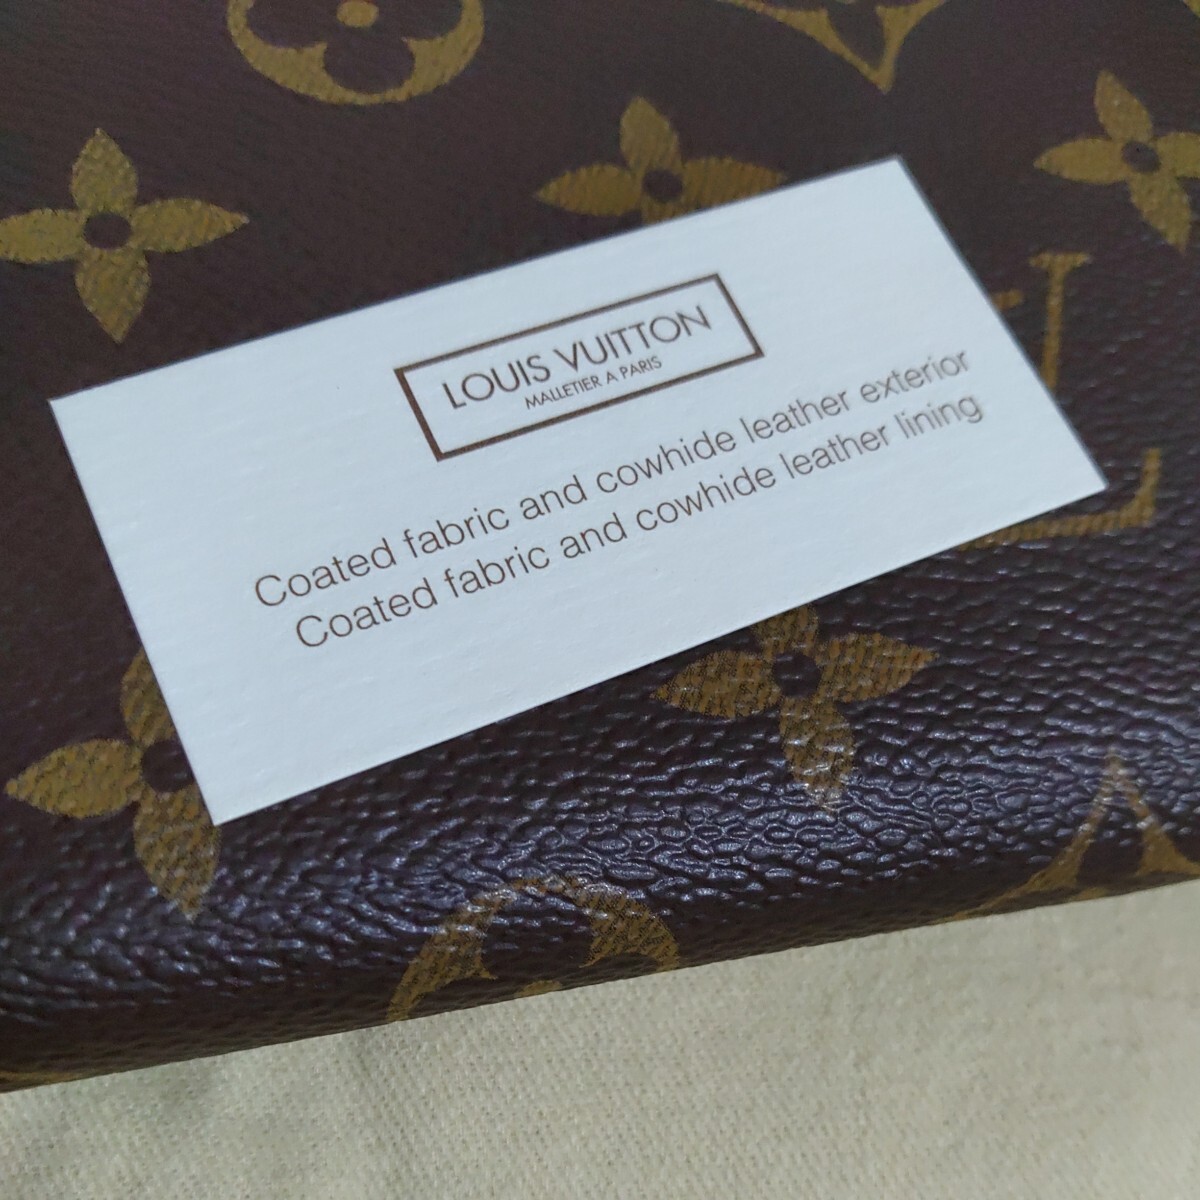 LOUIS VUITTON
MALLETIER A PARIS
Coated fabric and cowhide leather exterior
Coated fabric and cowhide leather lining